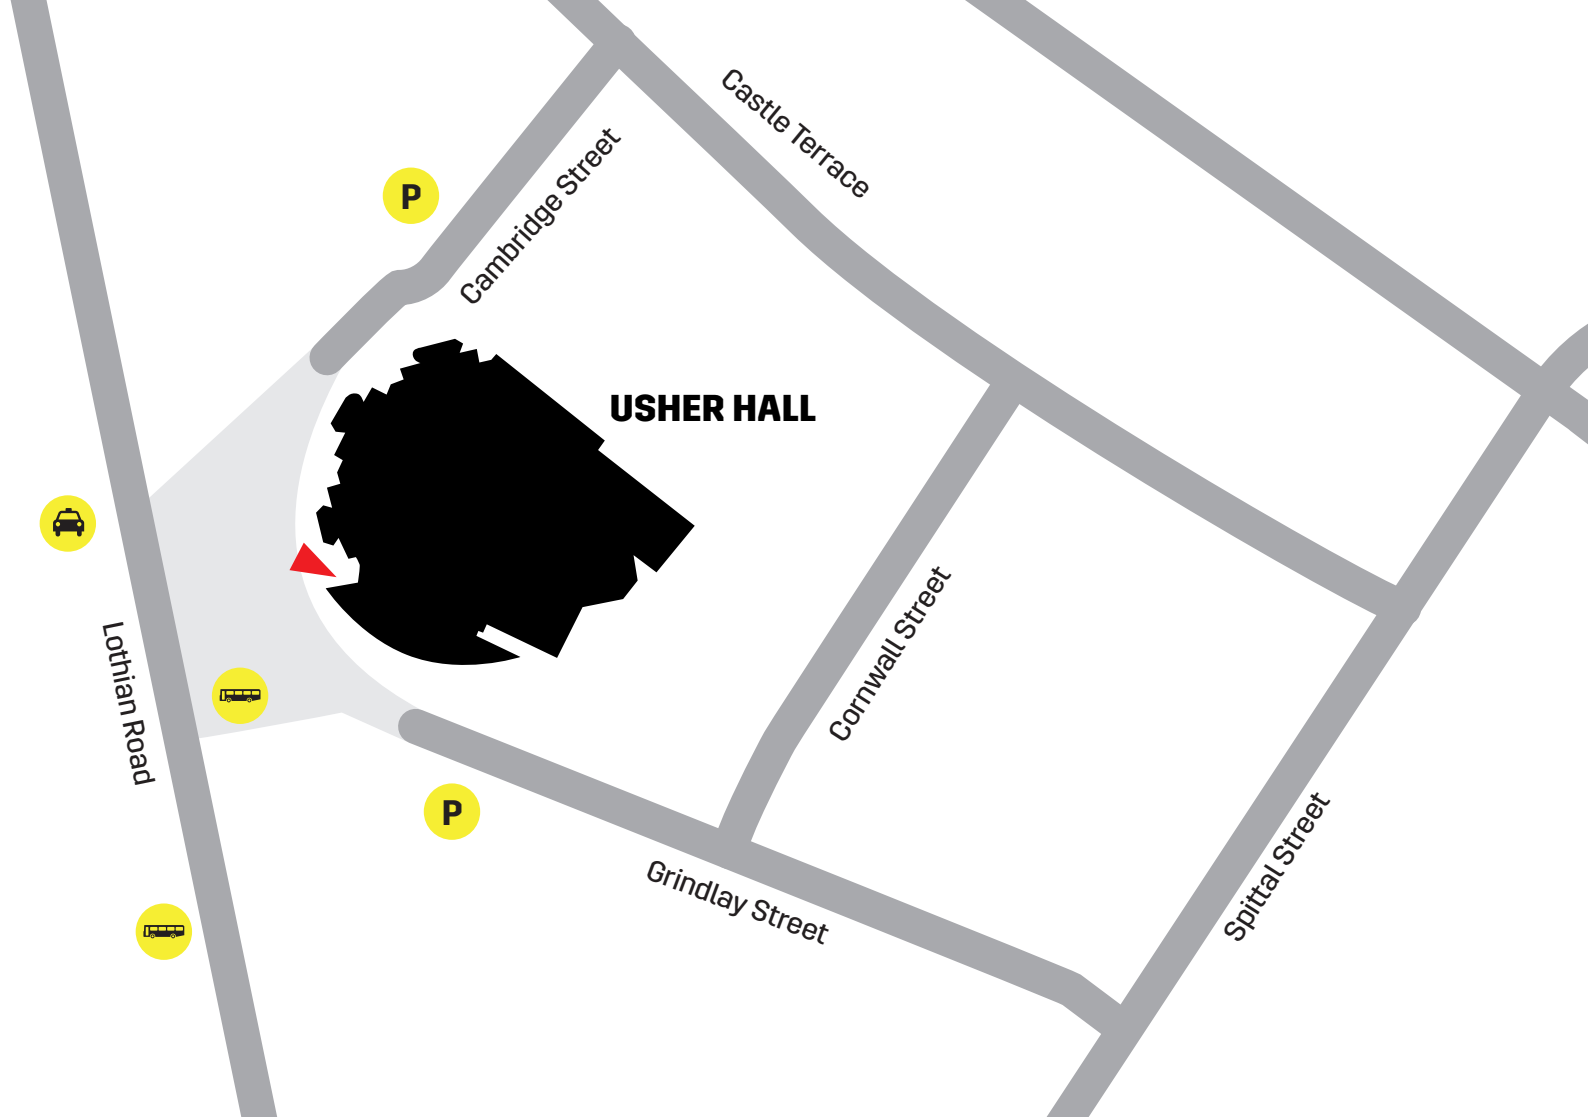 Castle Terrace
Cambridge Street
P
USHER HALL
Cornwall Street
Lothian Road
P
Grindlay Street
Spittal Street